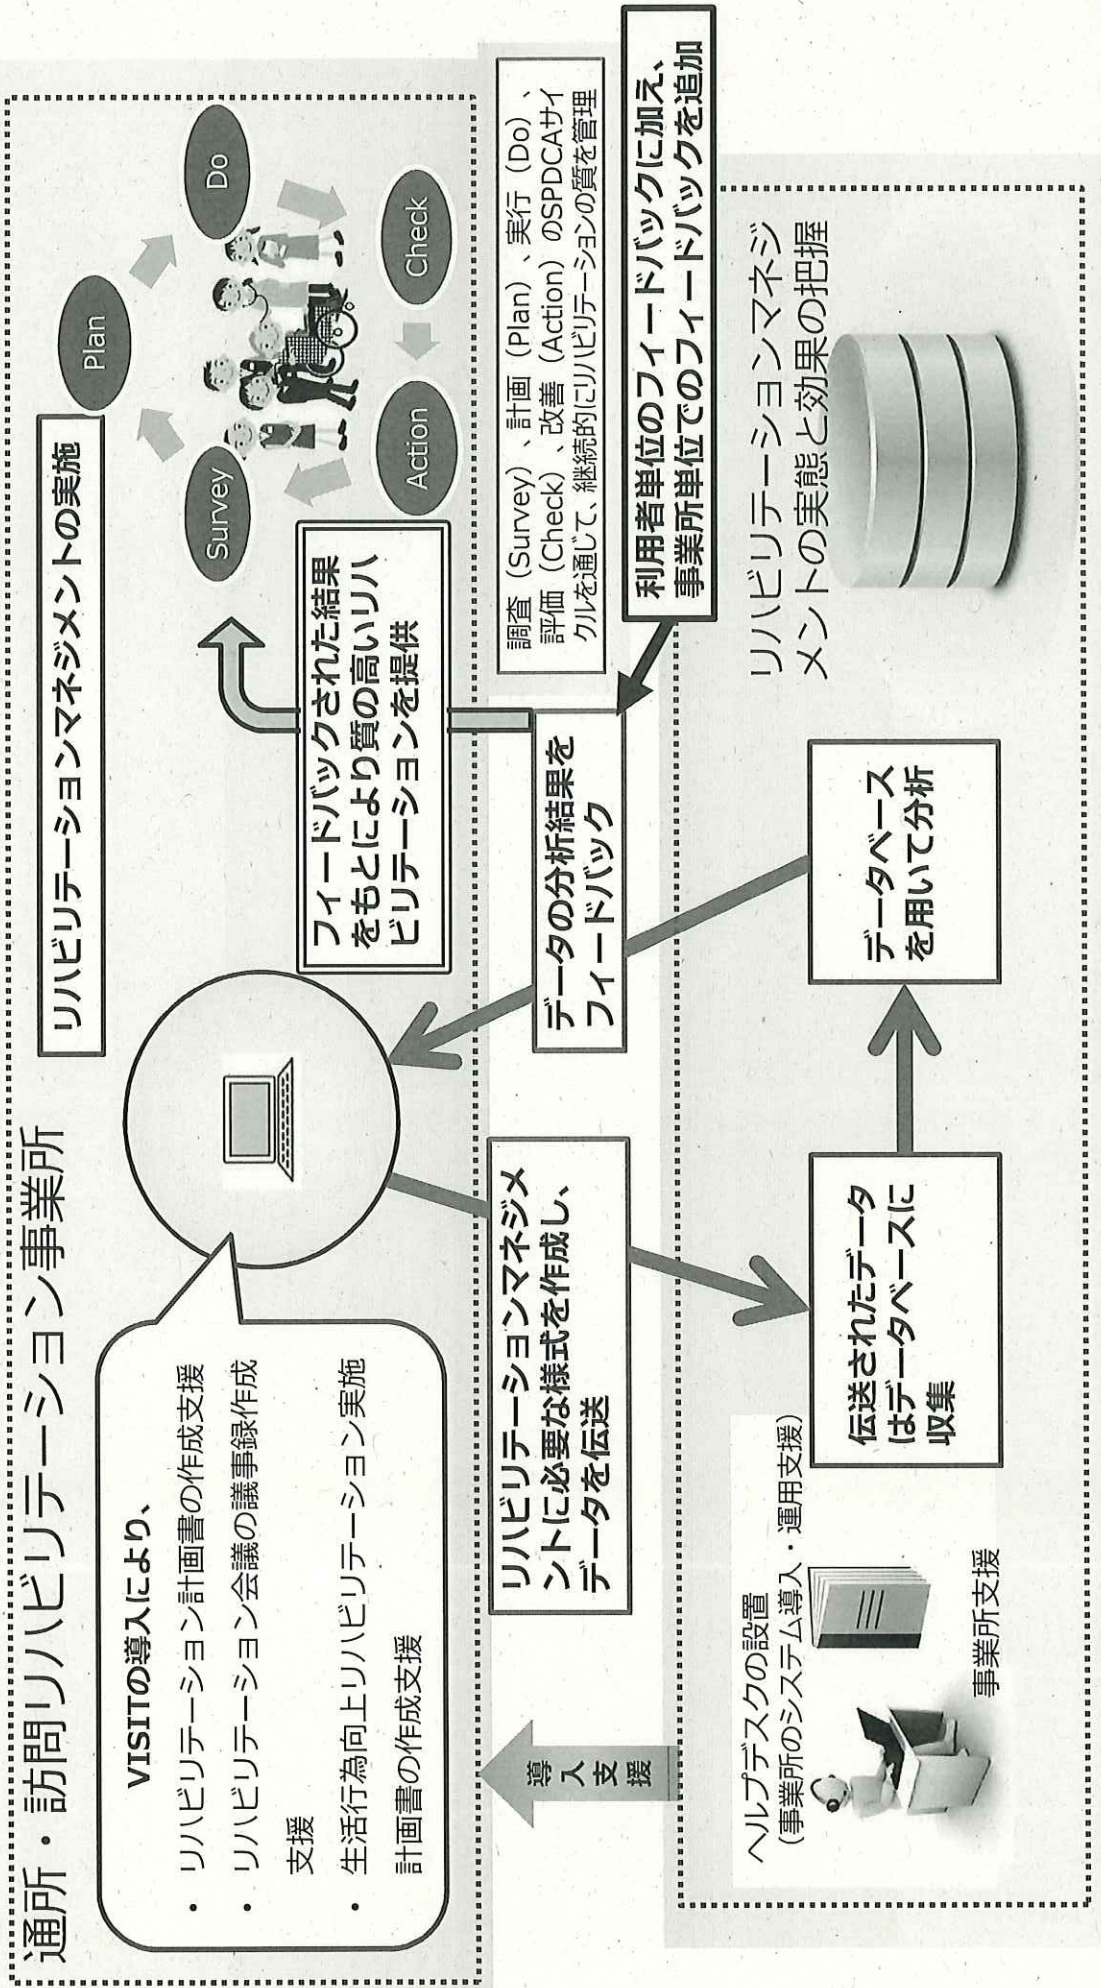 通所・訪問リハビリテーション事業所
VISITの導入により、
・ リハビリテーション計画書の作成支援
・ リハビリテーション会議の議事録作成
支援
・ 生活行為向上リハビリテーション実施
計画書の作成支援
リハビリテーションマネジメントの実施
Survey
Plan
Do
Check
Action
フィードバックされた結果
をもとにより質の高いリハ
ビリテーションを提供
調査（Survey）、計画（Plan）、実行（Do）、
評価（Check）、改善（Action）のSPDCAサイ
クルを通じて、継続的にリハビリテーションの質を管理
導入支援
リハビリテーションマネジメ
ントに必要な様式を作成し、
データを伝送
データの分析結果を
フィードバック
利用者単位のフィードバックに加え、
事業所単位でのフィードバックを追加
ヘルプデスクの設置
（事業所のシステム導入・運用支援）
事業所支援
伝送されたデータ
はデータベースに
収集
データベース
を用いて分析
リハビリテーションマネジ
メントの実態と効果の把握